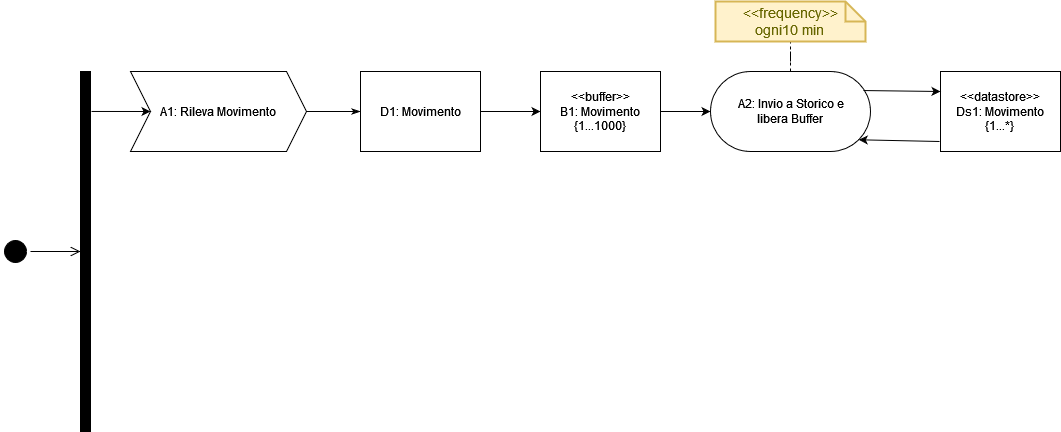 <<frequency>>
ogni10 min
A1: Rileva Movimento
D1: Movimento
<<buffer>>
B1: Movimento
{1...1000}
A2: Invio a Storico e
libera Buffer
<<datastore>>
Ds1: Movimento
{1...*}